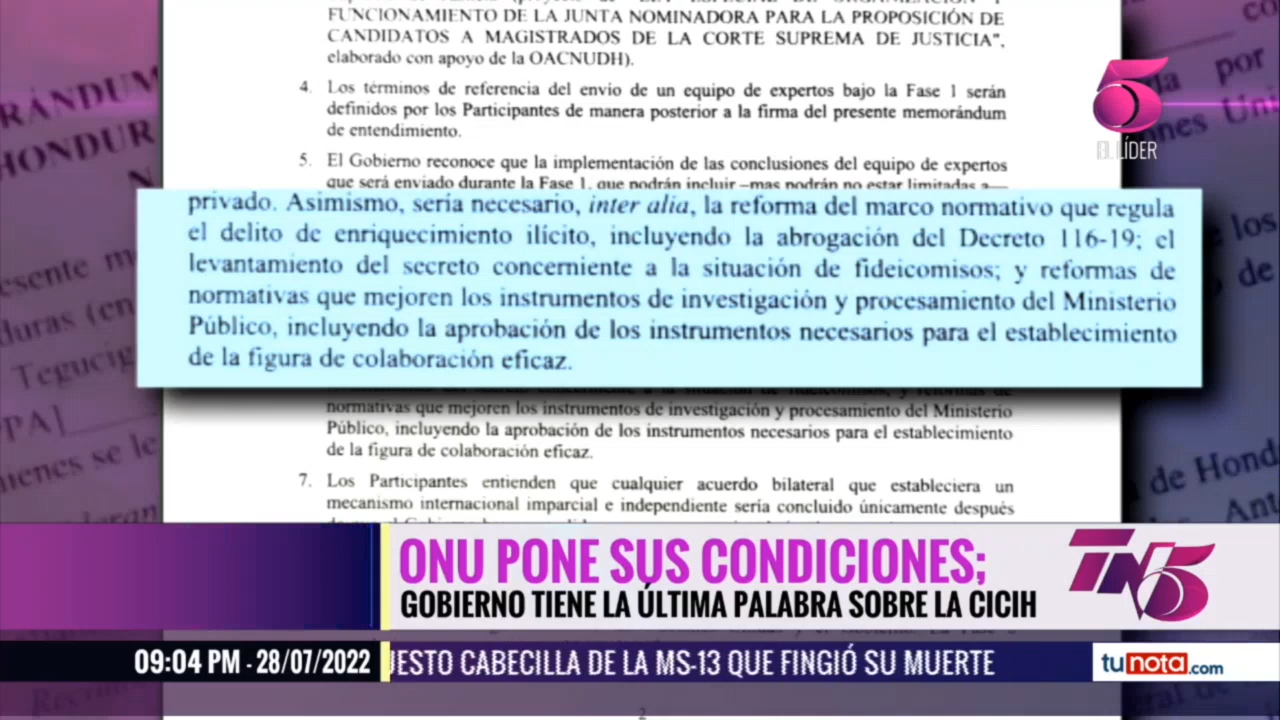 FUNCIONAMIENTO DE LA JUNTA NOMINADORA PARA LA PROPOSICIÓN DE
CANDIDATOS A MAGISTRADOS DE LA CORTE SUPREMA DE JUSTICIA",
elaborado con apoyo de la OACNUDH).
4. Los términos de referencia del envío de un equipo de expertos bajo la Fase 1 serán
definidos por los Participantes de manera posterior a la firma del presente memorándum
de entendimiento.
5. El Gobierno reconoce que la implementación de las conclusiones del equipo de expertos
que será enviado durante la Fase 1, que podrán incluir –mas podrán no estar limitadas a—
privado. Asimismo, sería necesario, inter alia, la reforma del marco normativo que regula
el delito de enriquecimiento ilícito, incluyendo la abrogación del Decreto 116-19; el
levantamiento del secreto concerniente a la situación de fideicomisos; y reformas de
normativas que mejoren los instrumentos de investigación y procesamiento del Ministerio
Público, incluyendo la aprobación de los instrumentos necesarios para el establecimiento
de la figura de colaboración eficaz.
normativas que mejoren los instrumentos de investigación y procesamiento del Ministerio
Público, incluyendo la aprobación de los instrumentos necesarios para el establecimiento
de la figura de colaboración eficaz.
7. Los Participantes entienden que cualquier acuerdo bilateral que estableciera un
mecanismo internacional imparcial e independiente sería concluido únicamente después
5
EL LÍDER
ONU PONE SUS CONDICIONES;
GOBIERNO TIENE LA ÚLTIMA PALABRA SOBRE LA CICIH
TN5
09:04 PM - 28/07/2022
UESTO CABECILLA DE LA MS-13 QUE FINGIÓ SU MUERTE
tunota.com
2